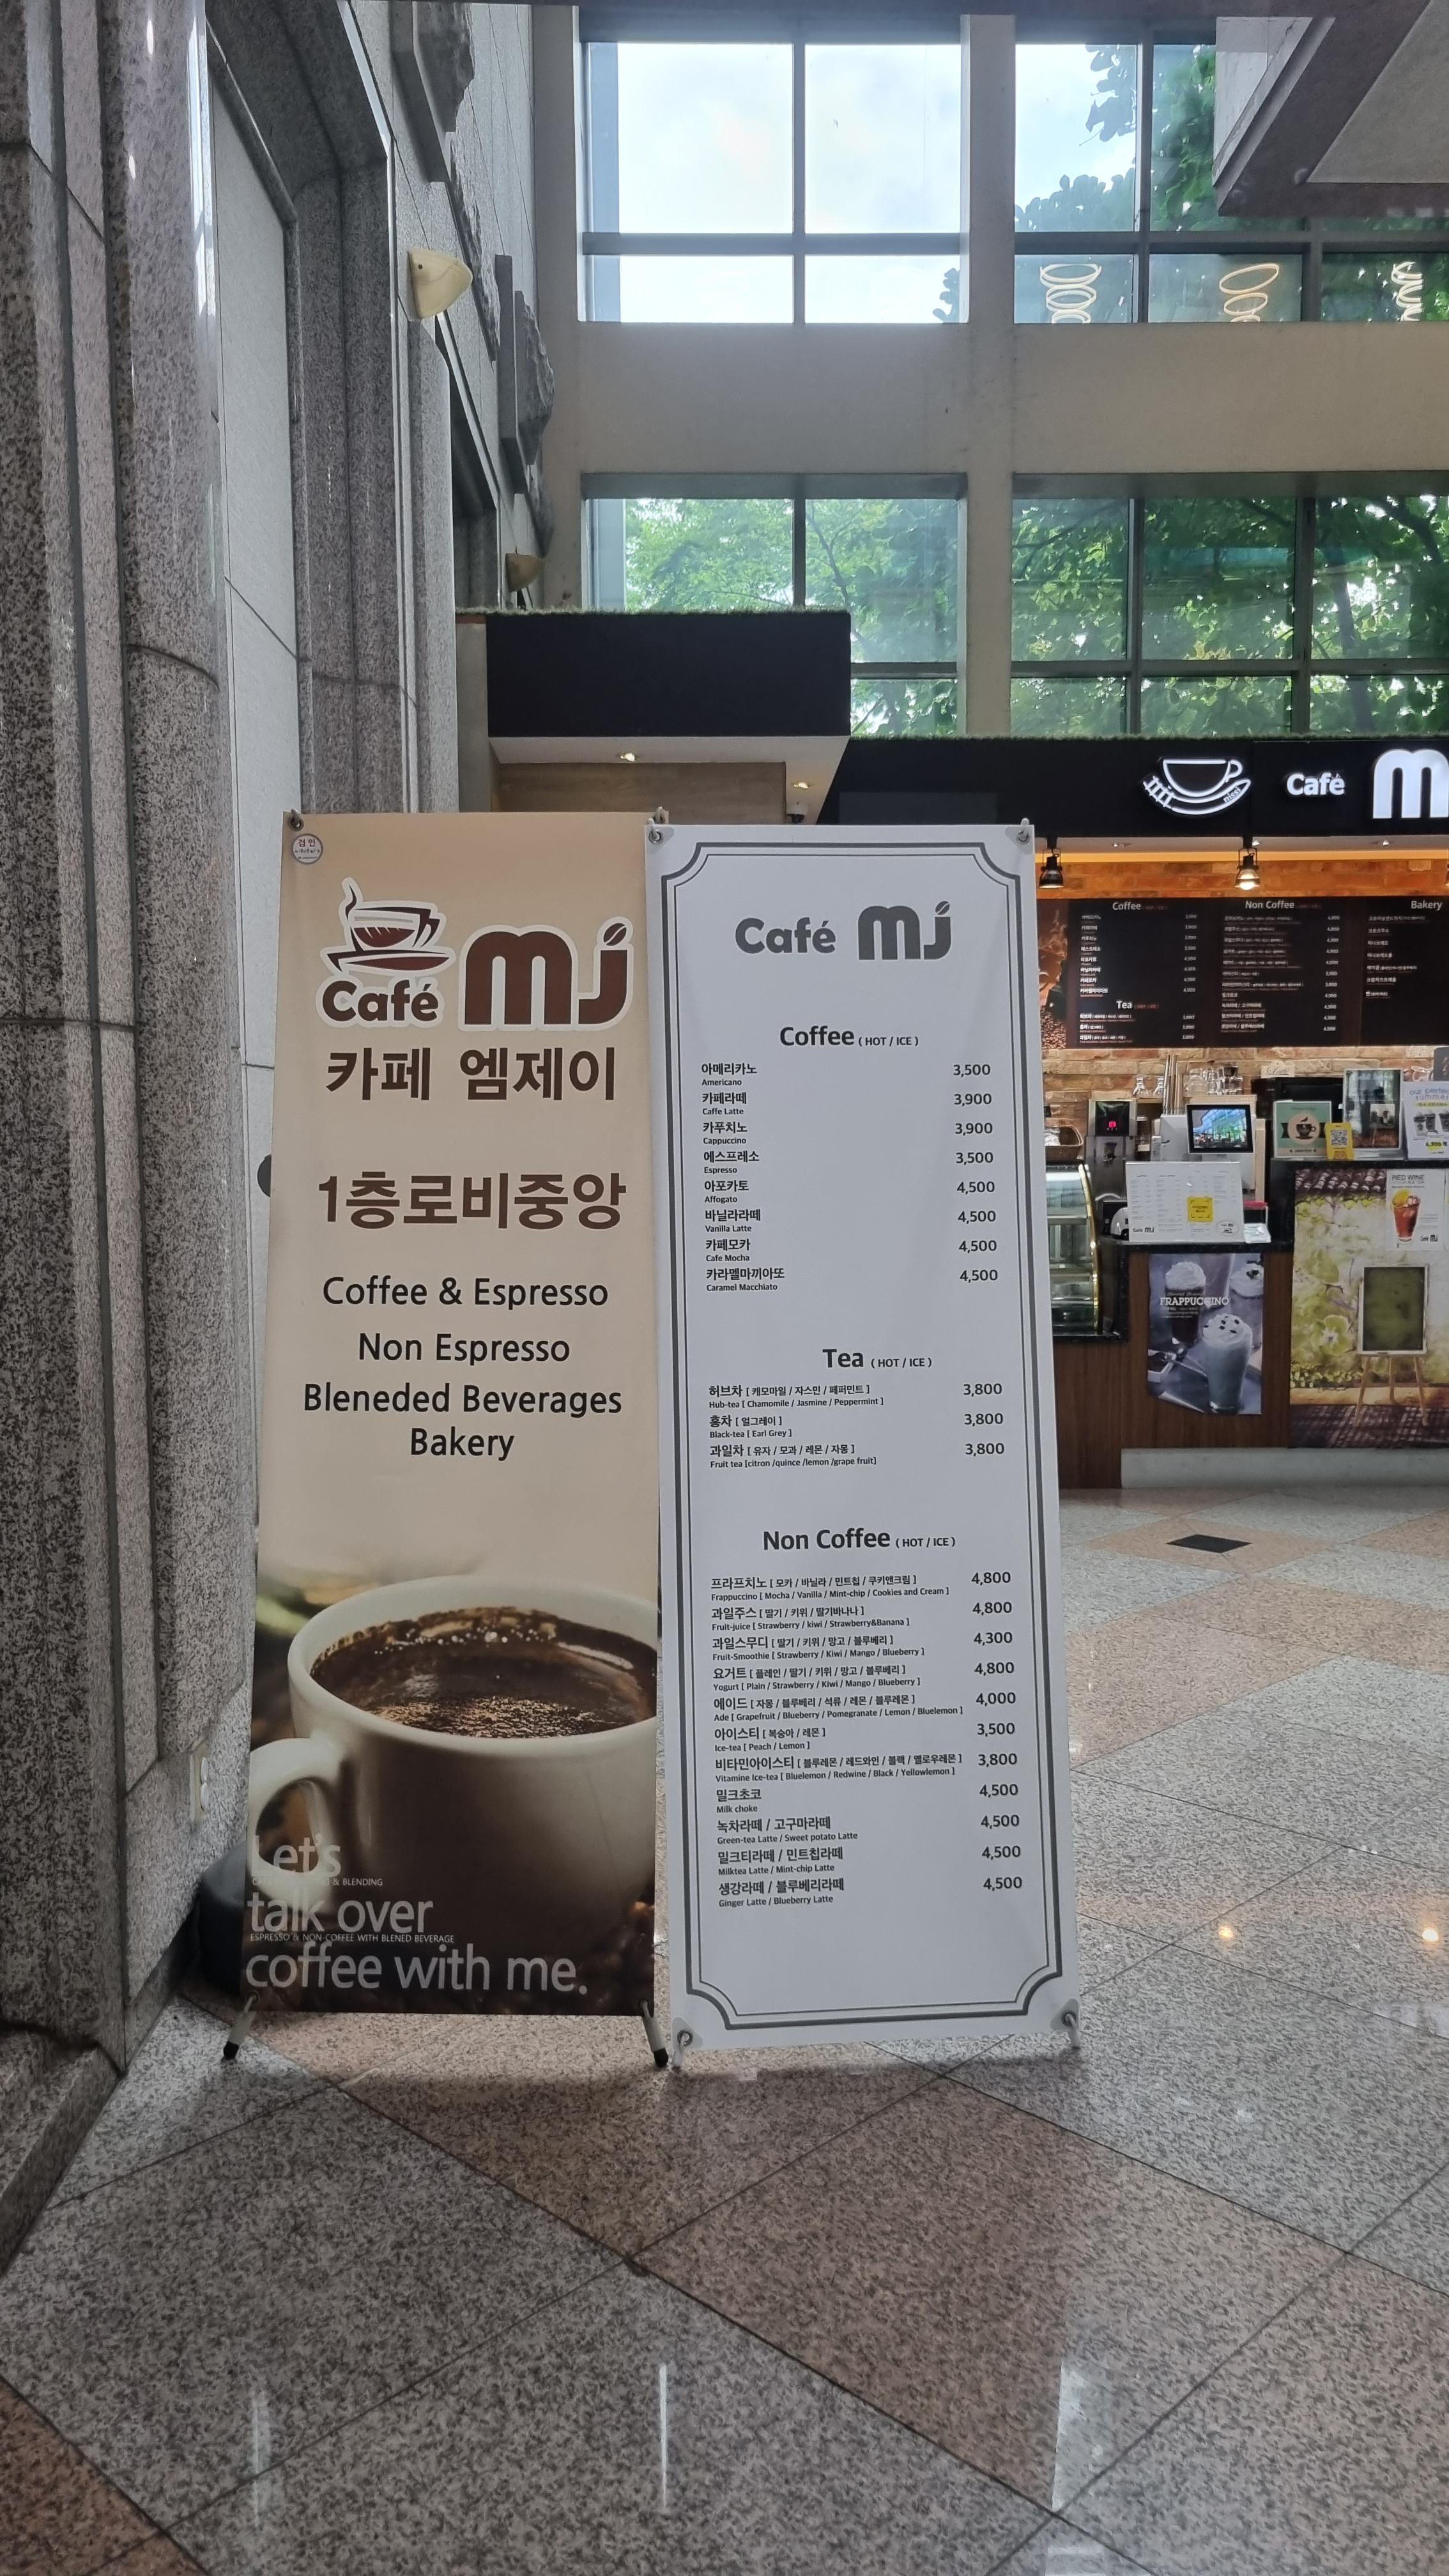 검인
Café mj
카페 엠제이
1층로비중앙
Coffee & Espresso
Non Espresso
Bleneded Beverages
Bakery
Let's
& BLENDING
talk over
ESPRESSO & NON-COFFEE WITH BLENED BEVERAGE
coffee with me.
Café mj
Coffee ( HOT / ICE )
아메리카노 3,500
Americano
카페라떼 3,900
Caffe Latte
카푸치노 3,900
Cappuccino
에스프레소 3,500
Espresso
아포카토 4,500
Affogato
바닐라라떼 4,500
Vanilla Latte
카페모카 4,500
Cafe Mocha
카라멜마끼아또 4,500
Caramel Macchiato
Tea ( HOT / ICE )
허브차 [ 캐모마일 / 자스민 / 페퍼민트 ] 3,800
Hub-tea [ Chamomile / Jasmine / Peppermint ]
홍차 [ 얼그레이 ] 3,800
Black-tea [ Earl Grey ]
과일차 [ 유자 / 모과 / 레몬 / 자몽 ] 3,800
Fruit tea [citron /quince /lemon /grape fruit]
Non Coffee ( HOT / ICE )
프라프치노 [ 모카 / 바닐라 / 민트칩 / 쿠키앤크림 ] 4,800
Frappuccino [ Mocha / Vanilla / Mint-chip / Cookies and Cream ]
과일주스 [ 딸기 / 키위 / 딸기바나나 ] 4,800
Fruit-juice [ Strawberry / kiwi / Strawberry&Banana ]
과일스무디 [ 딸기 / 키위 / 망고 / 블루베리 ] 4,300
Fruit-Smoothie [ Strawberry / Kiwi / Mango / Blueberry ]
요거트 [ 플레인 / 딸기 / 키위 / 망고 / 블루베리 ] 4,800
Yogurt [ Plain / Strawberry / Kiwi / Mango / Blueberry ]
에이드 [ 자몽 / 블루베리 / 석류 / 레몬 / 블루레몬 ] 4,000
Ade [ Grapefruit / Blueberry / Pomegranate / Lemon / Bluelemon ]
아이스티 [ 복숭아 / 레몬 ] 3,500
Ice-tea [ Peach / Lemon ]
비타민아이스티 [ 블루레몬 / 레드와인 / 블랙 / 옐로우레몬 ] 3,800
Vitamine Ice-tea [ Bluelemon / Redwine / Black / Yellowlemon ]
밀크초코 4,500
Milk choke
녹차라떼 / 고구마라떼 4,500
Green-tea Latte / Sweet potato Latte
밀크티라떼 / 민트칩라떼 4,500
Milktea Latte / Mint-chip Latte
생강라떼 / 블루베리라떼 4,500
Ginger Latte / Blueberry Latte
Café m
Coffee
Non Coffee
Bakery
Tea
FRAPPUCCINO
Café mj